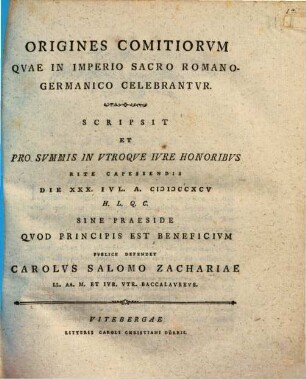 ORIGINES COMITIORVM
QVAE IN IMPERIO SACRO ROMANO-
GERMANICO CELEBRANTVR.
SCRIPSIT
ET
PRO SVMMIS IN VTROQVE IVRE HONORIBVS
RITE CAPESSENDIS
DIE XXX. IVL. A. CIƆIƆCCXCV
H. L. Q. C.
SINE PRAESIDE
QVOD PRINCIPIS EST BENEFICIVM
PVBLICE DEFENDET
CAROLVS SALOMO ZACHARIAE
LL. AA. M. ET IVR. VTR. BACCALAVREVS.
VITEBERGAE
LITTERIS CAROLI CHRISTIANI DÜRRII.